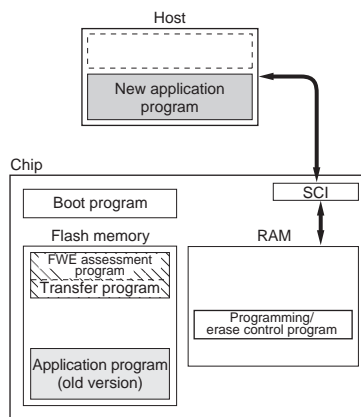 Host
New application
program
Chip
SCI
Boot program
Flash memory
RAM
FWE assessment
program
Transfer program
Programming/
erase control program
Application program
(old version)